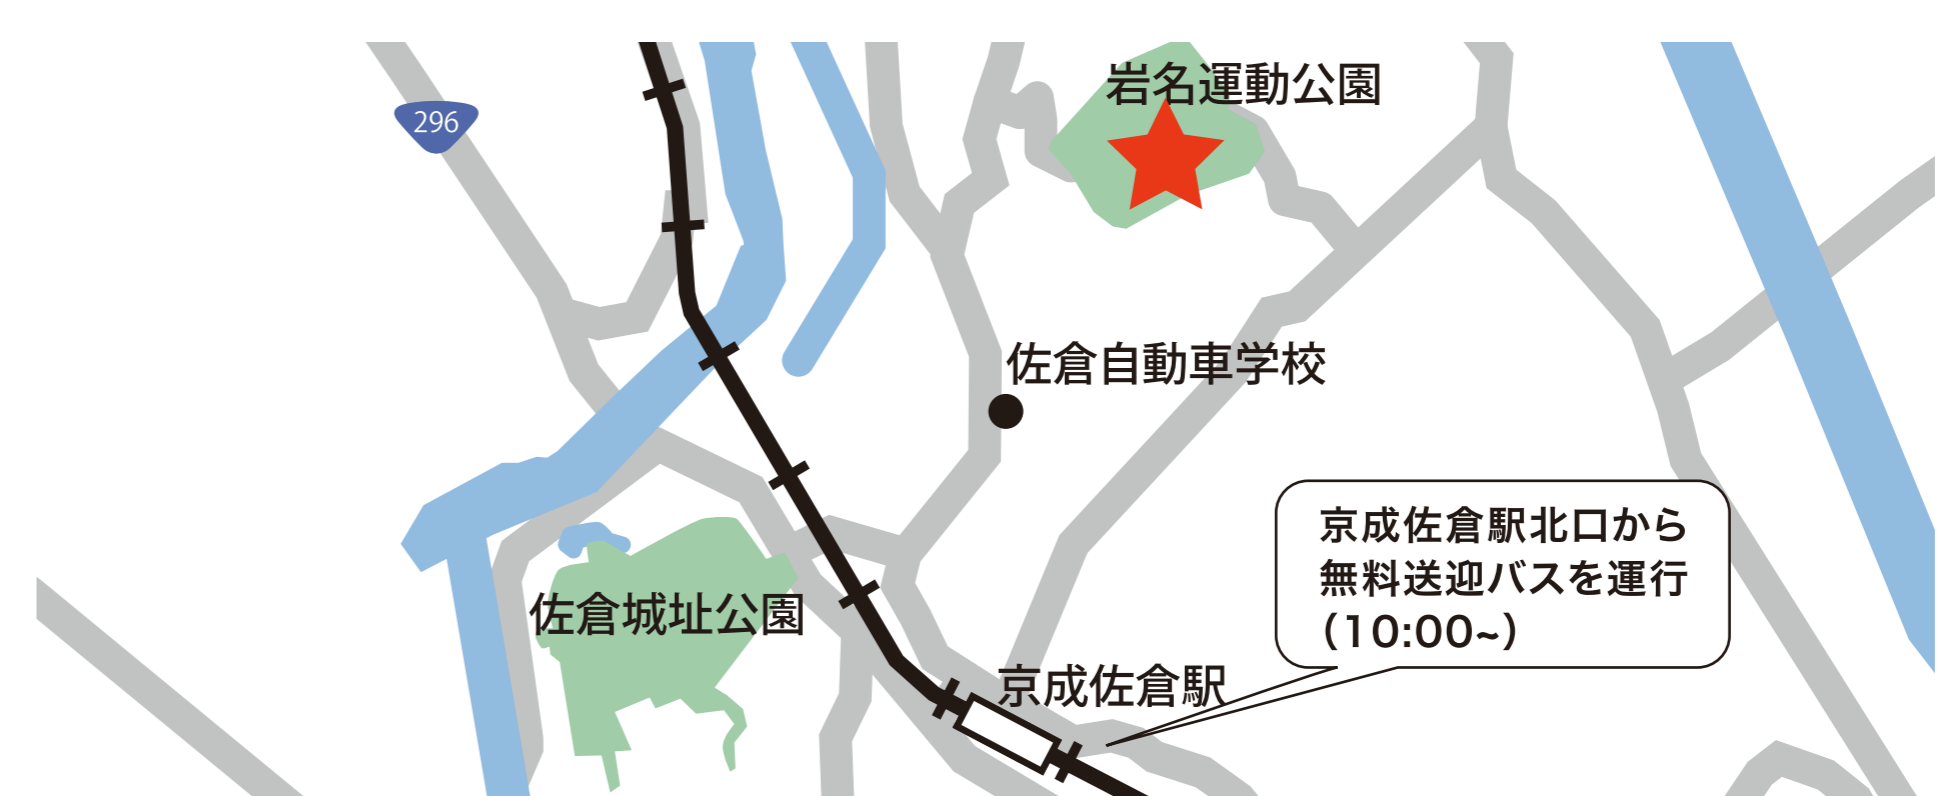 岩名運動公園
296
佐倉自動車学校
京成佐倉駅北口から
無料送迎バスを運行
（10:00~）
佐倉城址公園
京成佐倉駅